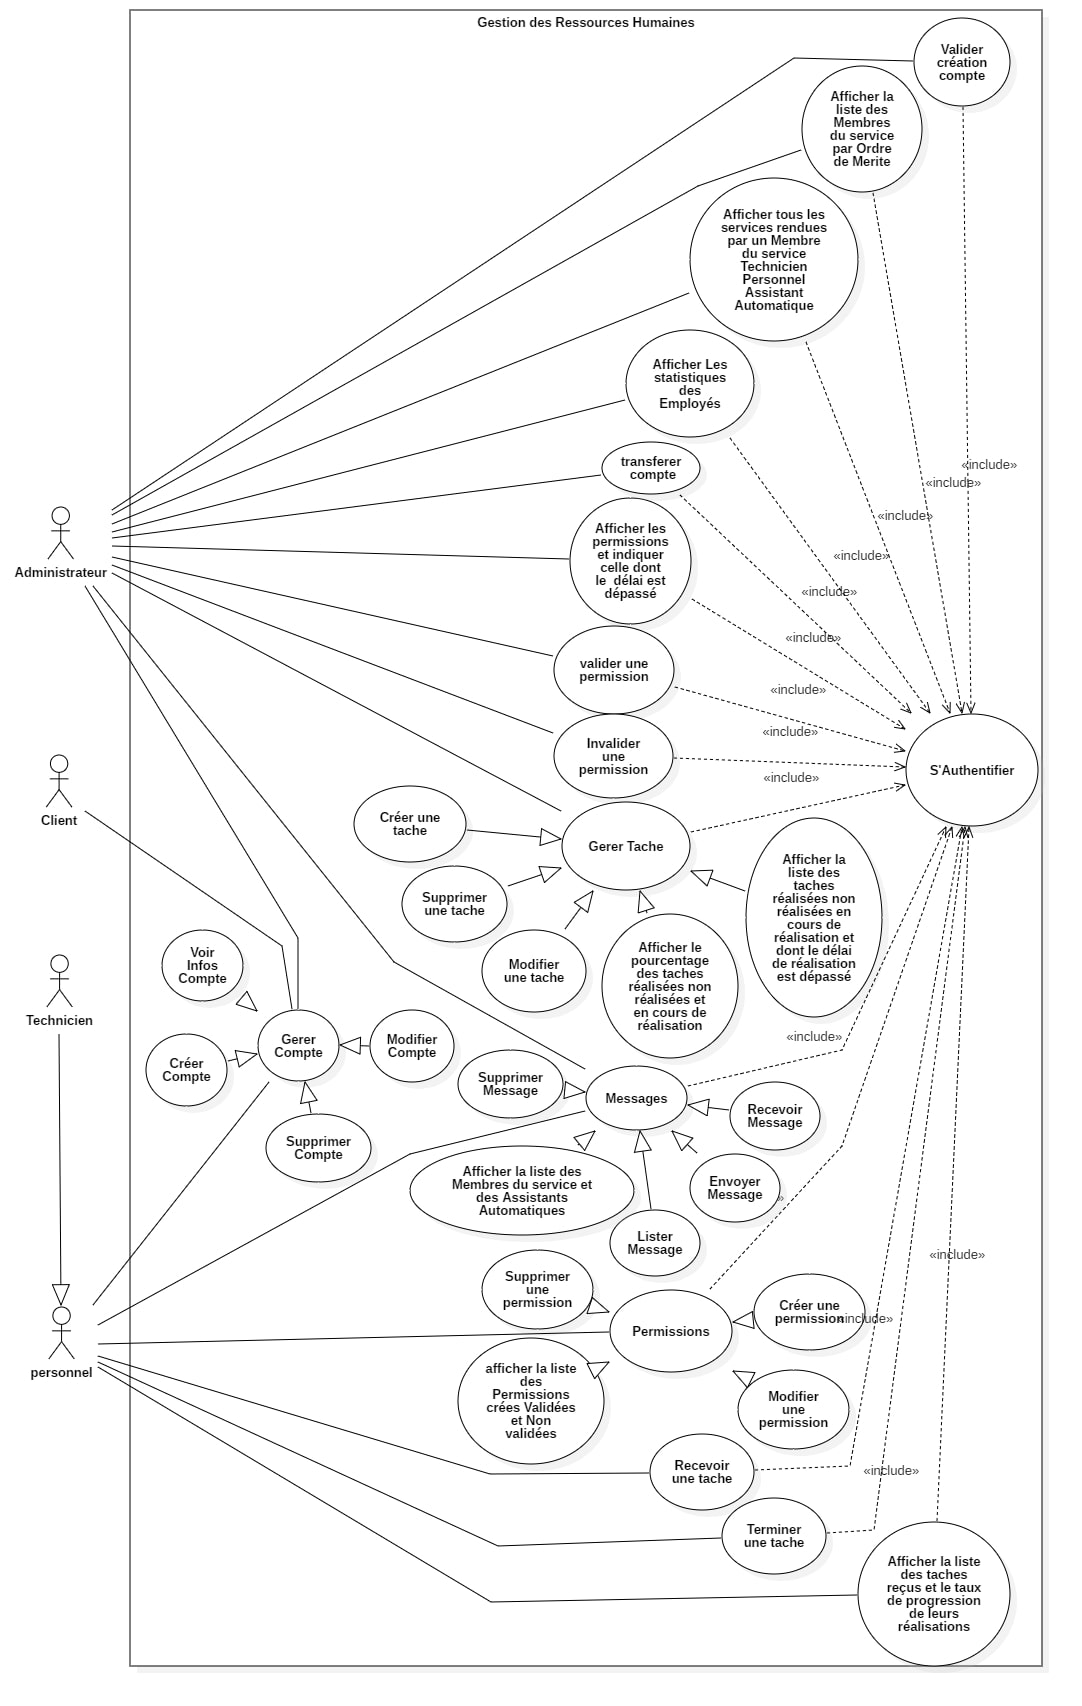 Gestion des Ressources Humaines
Valider
création
compte
Afficher la
liste des
Membres
du service
par Ordre
de Merite
Afficher tous les
services rendues
par un Membre
du service
Technicien
Personnel
Assistant
Automatique
Afficher Les
statistiques
des
Employés
transferer
compte
«include»
«include»
«include»
Afficher les
permissions
et indiquer
celle dont
le délai est
dépassé
«include»
Administrateur
«include»
«include»
valider une
permission
«include»
Invalider
une
permission
«include»
S'Authentifier
«include»
Client
Créer une
tache
Gerer Tache
Supprimer
une tache
Modifier
une tache
Afficher le
pourcentage
des taches
réalisées non
réalisées et
en cours de
réalisation
Afficher la
liste des
taches
réalisées non
réalisées en
cours de
réalisation et
dont le délai
de réalisation
est dépassé
Voir
Infos
Compte
Technicien
Gerer
Compte
Modifier
Compte
Créer
Compte
Supprimer
Compte
«include»
Supprimer
Message
Messages
Recevoir
Message
Afficher la liste des
Membres du service et
des Assistants
Automatiques
Envoyer
Message
»
Lister
Message
Supprimer
une
permission
«include»
Permissions
Créer une
permission
include»
personnel
afficher la liste
des
Permissions
crées Validées
et Non
validées
Modifier
une
permission
Recevoir
une tache
«include»
Terminer
une tache
Afficher la liste
des taches
reçus et le taux
de progression
de leurs
réalisations